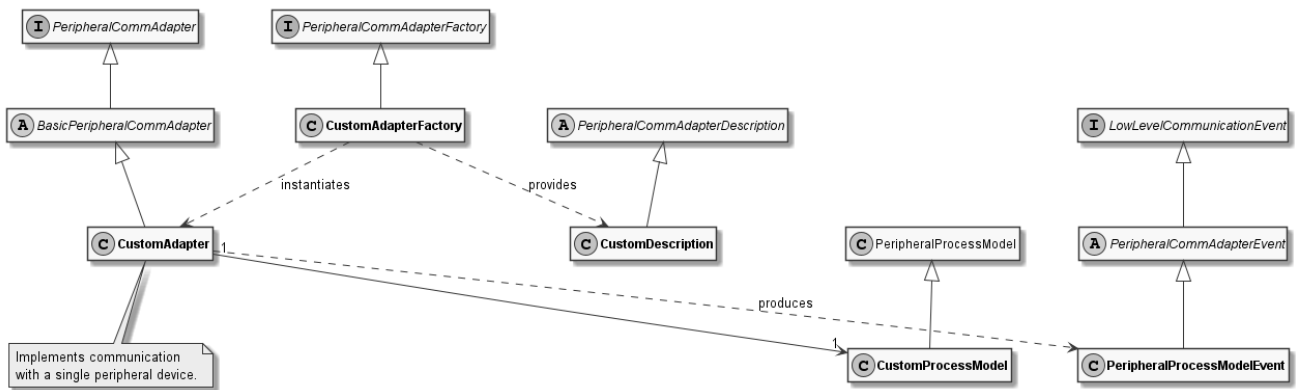 I PeripheralCommAdapter
I PeripheralCommAdapterFactory
A BasicPeripheralCommAdapter
C CustomAdapterFactory
A PeripheralCommAdapterDescription
I LowLevelCommunicationEvent
instantiates
provides
C CustomAdapter
1
C CustomDescription
C PeripheralProcessModel
A PeripheralCommAdapterEvent
produces
1
Implements communication
with a single peripheral device.
C CustomProcessModel
C PeripheralProcessModelEvent